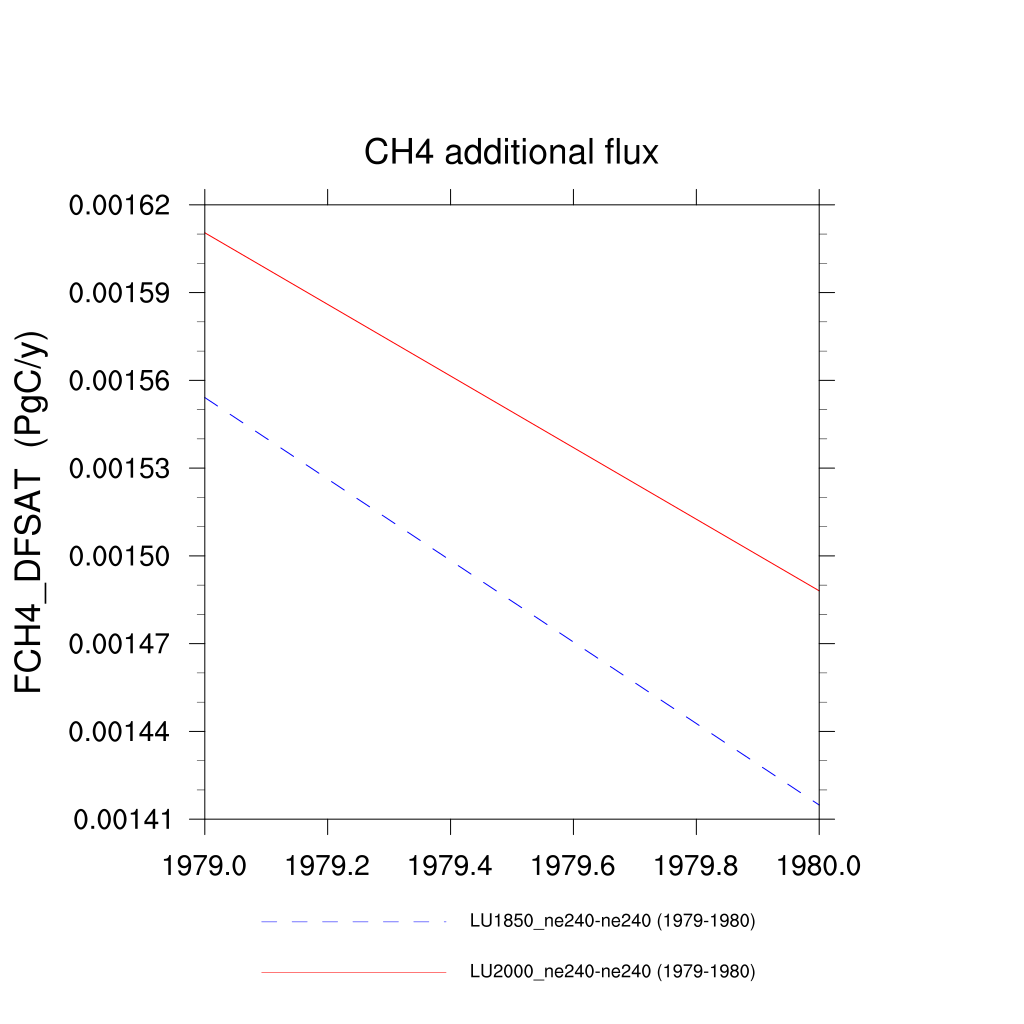 CH4 additional flux
FCH4_DFSAT (PgC/y)
0.00162
0.00159
0.00156
0.00153
0.00150
0.00147
0.00144
0.00141
1979.0 1979.2 1979.4 1979.6 1979.8 1980.0
LU1850_ne240-ne240 (1979-1980)
LU2000_ne240-ne240 (1979-1980)